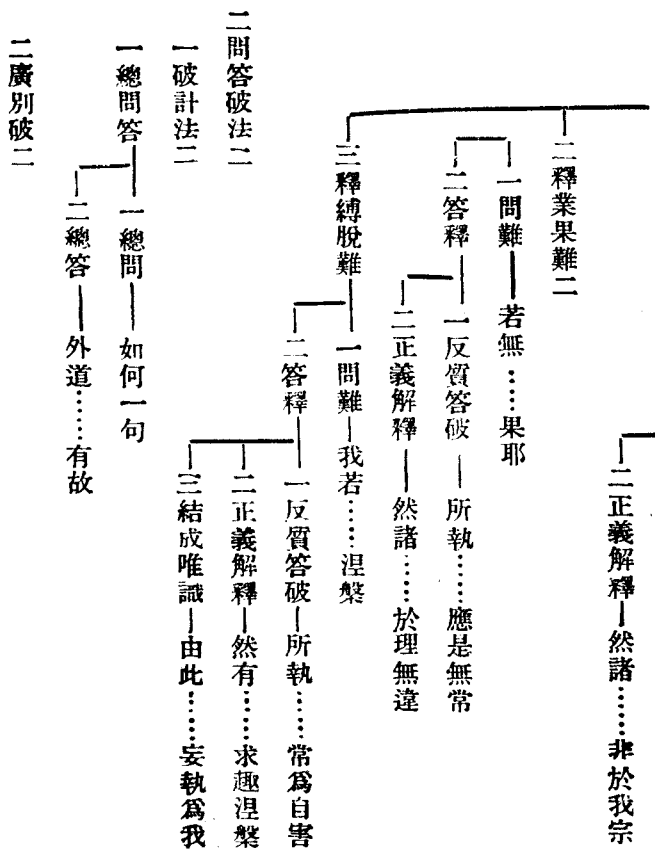 二正義解釋—然諸……非於我宗
二釋業果難二
一問難—若無……果耶
二答釋
一反質答破—所執……應是無常
二正義解釋—然諸……於理無違
三釋縛脫難
一問難—我若……涅槃
二答釋
一反質答破—所執……常爲自害
二正義解釋—然有……求趣涅槃
三結成唯識—由此……妄執爲我
二問答破法二
一破計法二
一總問答
一總問—如何一句
二總答—外道……有故
二廣別破二